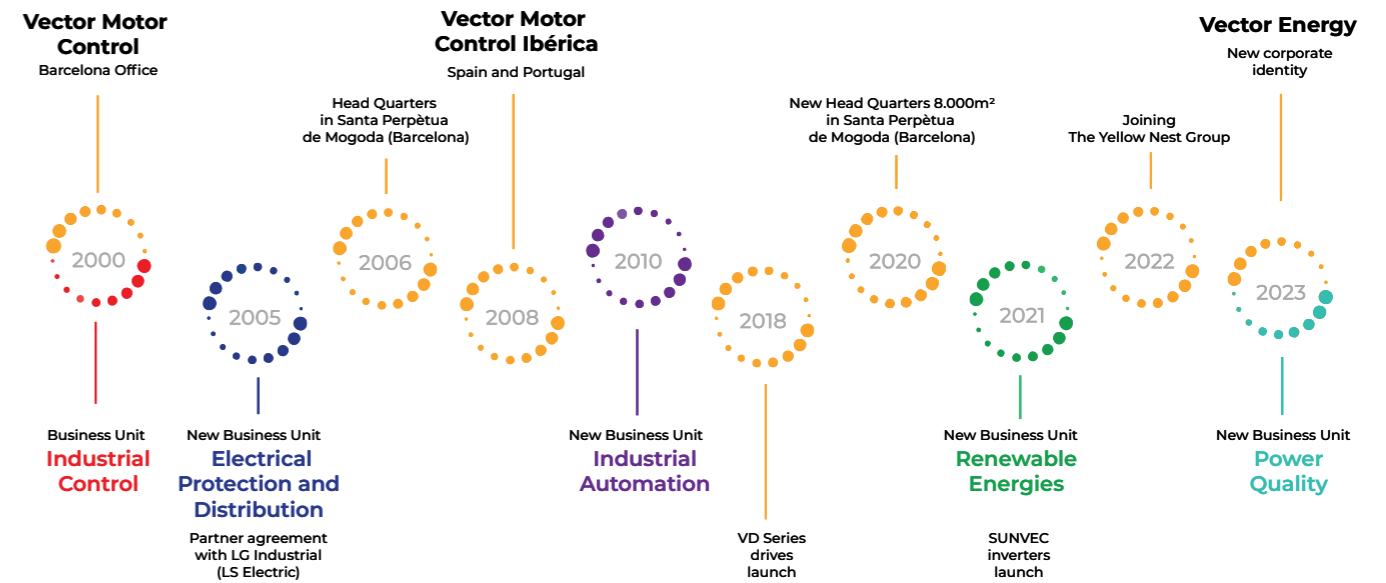 Vector Motor
Control
Barcelona Office
2000
Business Unit
Industrial
Control
2005
New Business Unit
Electrical
Protection and
Distribution
Partner agreement
with LG Industrial
(LS Electric)
Head Quarters
in Santa Perpètua
de Mogoda (Barcelona)
2006
Vector Motor
Control Ibérica
Spain and Portugal
2008
2010
New Business Unit
Industrial
Automation
2018
VD Series
drives
launch
New Head Quarters 8.000m²
in Santa Perpètua
de Mogoda (Barcelona)
2020
2021
New Business Unit
Renewable
Energies
SUNVEC
inverters
launch
Joining
The Yellow Nest Group
2022
Vector Energy
New corporate
identity
2023
New Business Unit
Power
Quality